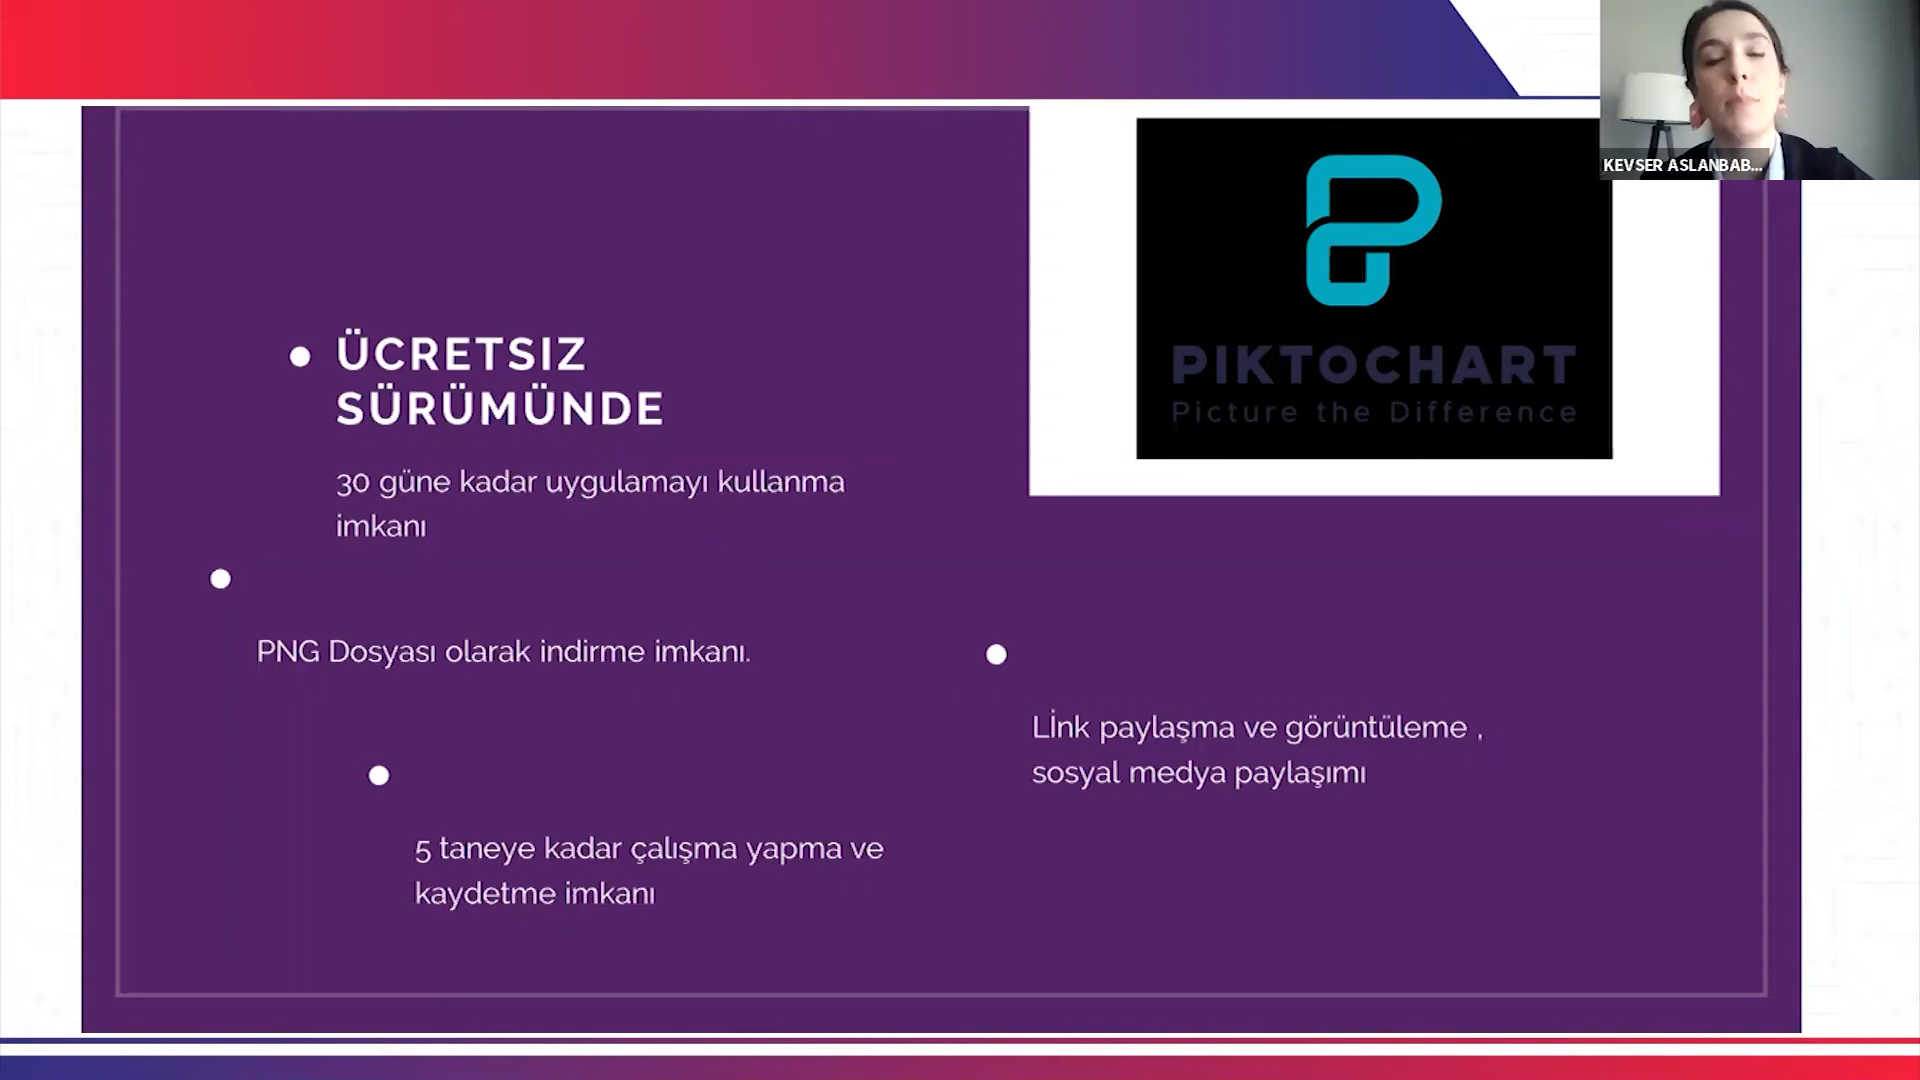 KEVSER ASLANBAB...
PIKTOCHART
Picture the Difference
ÜCRETSIZ
SÜRÜMÜNDE
30 güne kadar uygulamayı kullanma
imkanı
PNG Dosyası olarak indirme imkanı.
Lİnk paylaşma ve görüntüleme ,
sosyal medya paylaşımı
5 taneye kadar çalışma yapma ve
kaydetme imkanı